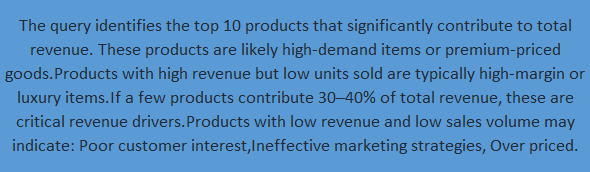 The query identifies the top 10 products that significantly contribute to total
revenue. These products are likely high-demand items or premium-priced
goods.Products with high revenue but low units sold are typically high-margin or
luxury items.If a few products contribute 30–40% of total revenue, these are
critical revenue drivers.Products with low revenue and low sales volume may
indicate: Poor customer interest,Ineffective marketing strategies, Over priced.